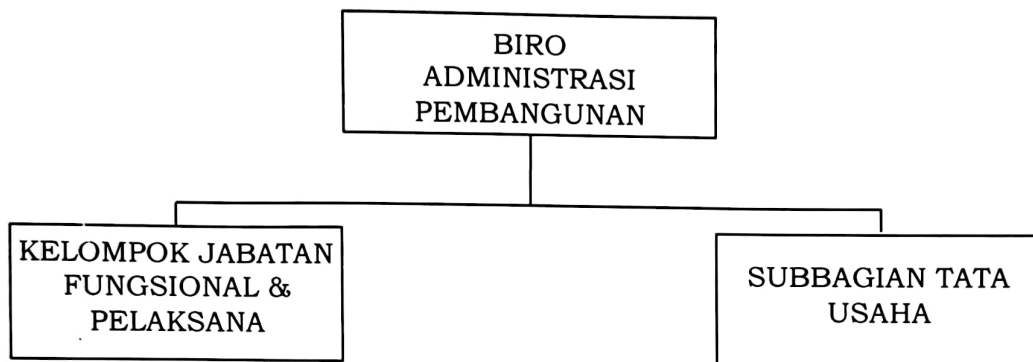 BIRO
ADMINISTRASI
PEMBANGUNAN
KELOMPOK JABATAN
FUNGSIONAL &
PELAKSANA
SUBBAGIAN TATA
USAHA